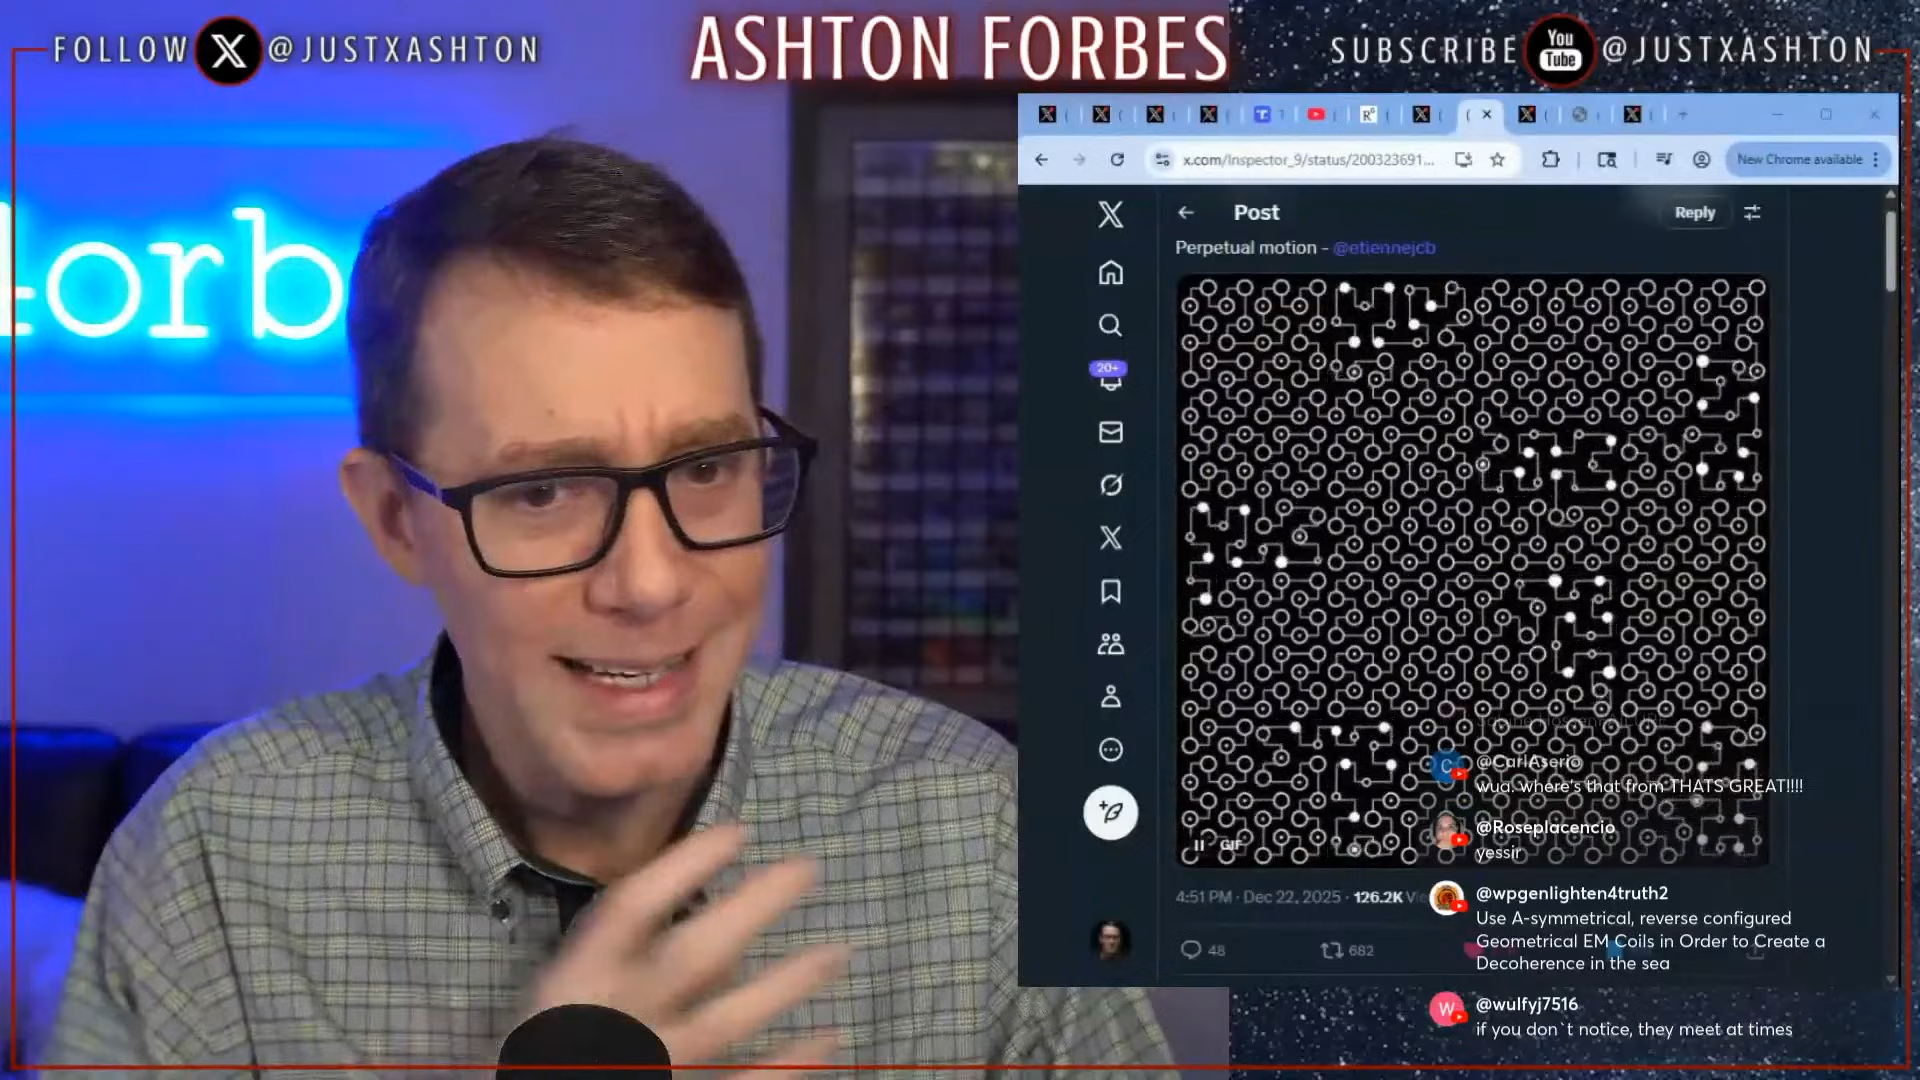 FOLLOW X @JUSTXASHTON
ASHTON FORBES
SUBSCRIBE You Tube @JUSTXASHTON
forb
x.com/Inspector_9/status/200323691...
New Chrome available
Post
Reply
Perpetual motion - @etiennejcb
20+
GIF
4:51 PM · Dec 22, 2025 · 126.2K
48
682
@CarlAserio
wua. where's that from THATS GREAT!!!!
@Roseplacencio
yessir
@wpgenlighten4truth2
Use A-symmetrical, reverse configured
Geometrical EM Coils in Order to Create a
Decoherence in the sea
W
@wulfyj7516
if you don`t notice, they meet at times